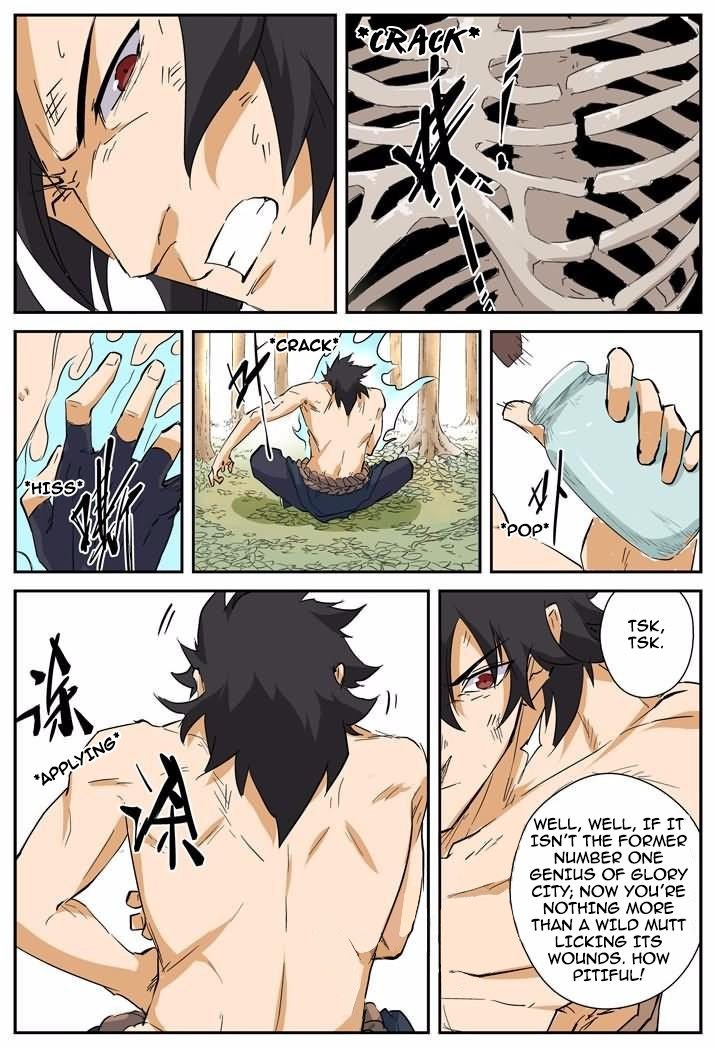 *CRACK*
*HISS*
*CRACK*
*POP*
涂
*APPLYING*
涂
TSK,
TSK.
WELL, WELL, IF IT
ISN'T THE FORMER
NUMBER ONE
GENIUS OF GLORY
CITY; NOW YOU'RE
NOTHING MORE
THAN A WILD MUTT
LICKING ITS
WOUNDS. HOW
PITIFUL!